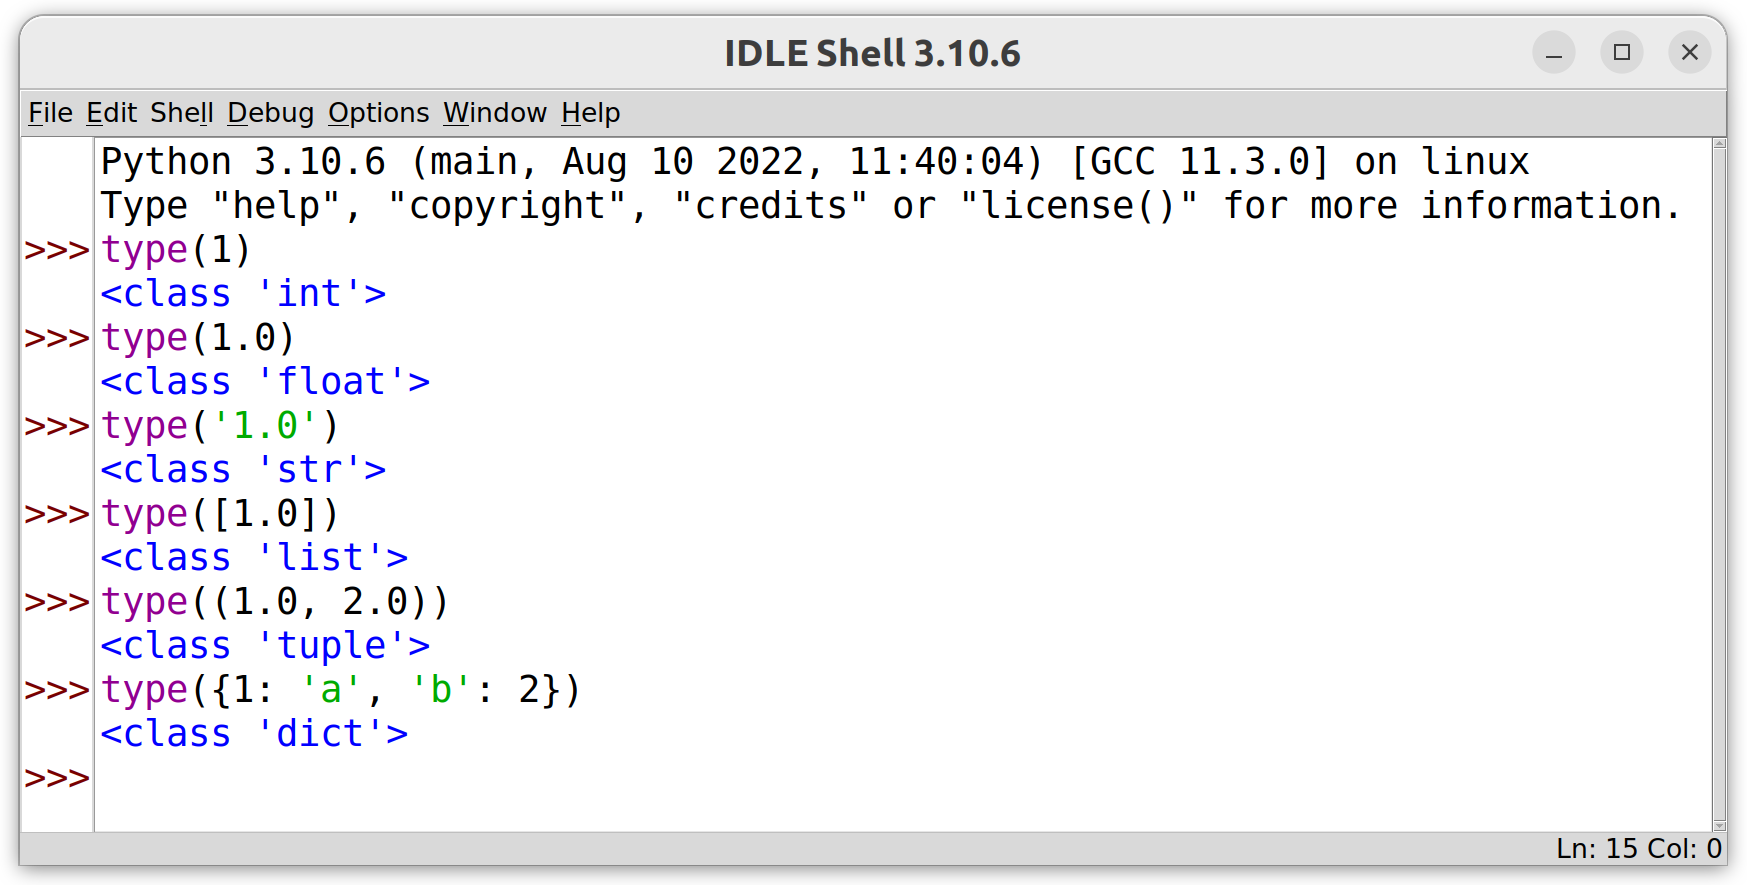 IDLE Shell 3.10.6
File Edit Shell Debug Options Window Help
Python 3.10.6 (main, Aug 10 2022, 11:40:04) [GCC 11.3.0] on linux
Type "help", "copyright", "credits" or "license()" for more information.
>>> type(1)
<class 'int'>
>>> type(1.0)
<class 'float'>
>>> type('1.0')
<class 'str'>
>>> type([1.0])
<class 'list'>
>>> type((1.0, 2.0))
<class 'tuple'>
>>> type({1: 'a', 'b': 2})
<class 'dict'>
>>>
Ln: 15 Col: 0